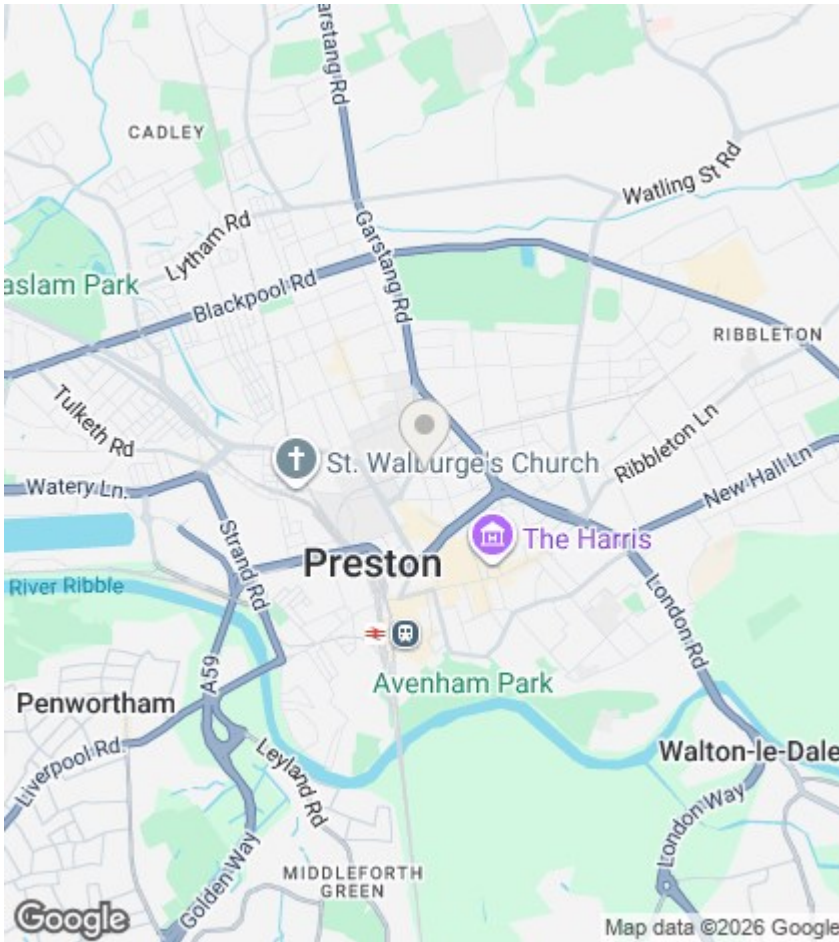 Garstang Rd
CADLEY
Watling St Rd
Lytham Rd
Garstang Rd
aslam Park
Blackpool Rd
RIBBLETON
Tulketh Rd
Ribbleton Ln
St. Walburge's Church
New Hall Ln
Watery Ln.
Strand Rd
The Harris
Preston
River Ribble
London Rd
A59
Avenham Park
Penwortham
Walton-le-Dale
Leyland Rd
Liverpool Rd.
London Way
MIDDLEFORTH
GREEN
Golden Way
Google
Map data ©2026 Google